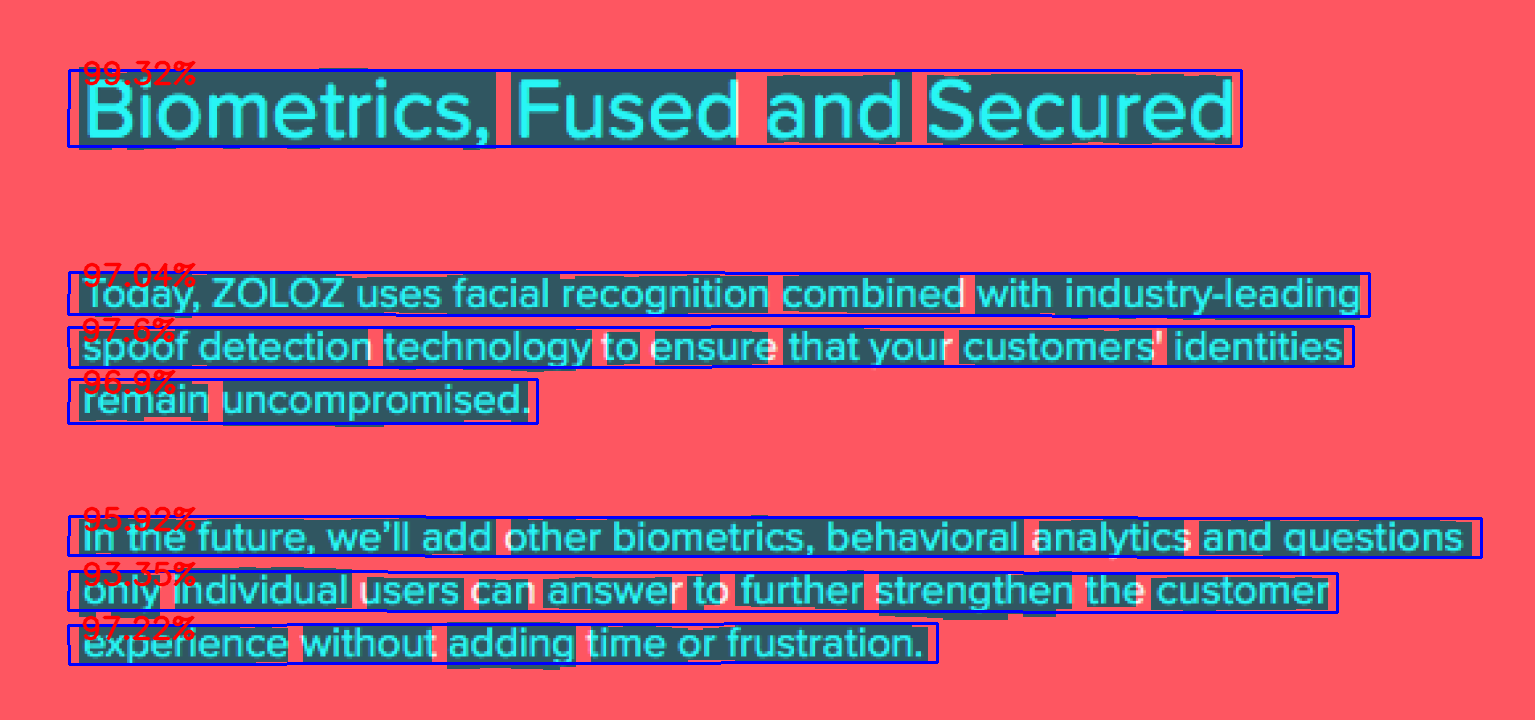 99.32%
Biometrics, Fused and Secured
97.04%
Today, ZOLOZ uses facial recognition combined with industry-leading
97.6%
spoof detection technology to ensure that your customers' identities
96.9%
remain uncompromised.
95.92%
In the future, we’ll add other biometrics, behavioral analytics and questions
93.35%
only individual users can answer to further strengthen the customer
97.22%
experience without adding time or frustration.